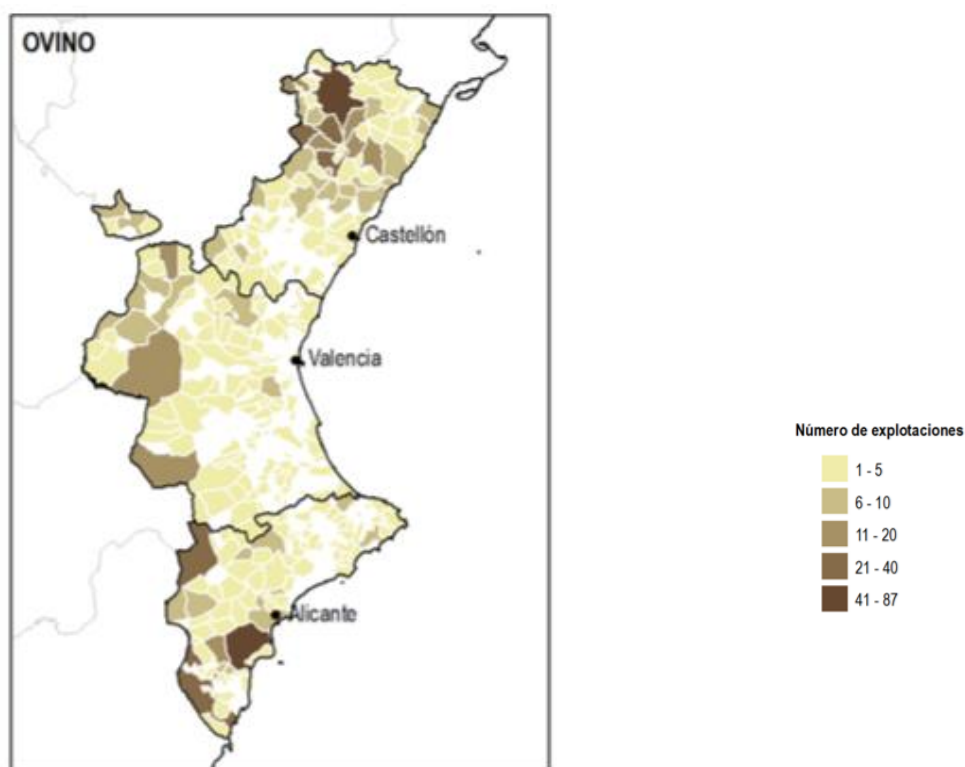 OVINO
Castellón
Valencia
Número de explotaciones
1 - 5
6 - 10
11 - 20
21 - 40
41 - 87
Alicante